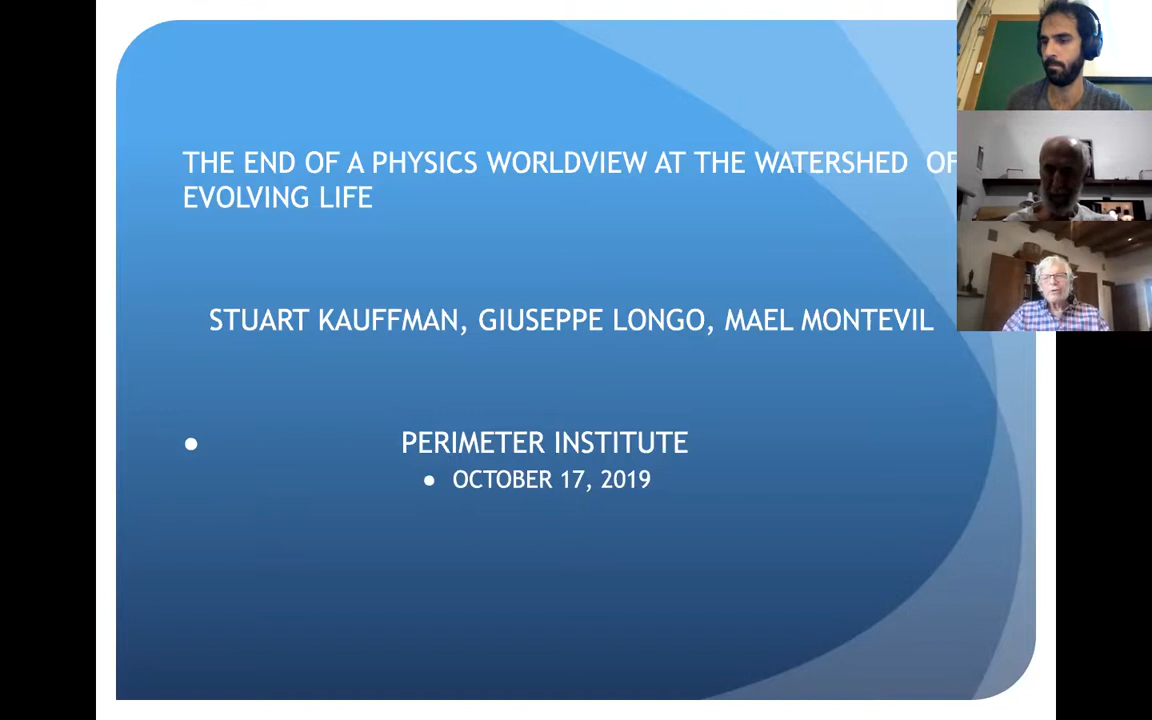 THE END OF A PHYSICS WORLDVIEW AT THE WATERSHED OF
EVOLVING LIFE
STUART KAUFFMAN, GIUSEPPE LONGO, MAEL MONTEVIL
• PERIMETER INSTITUTE
• OCTOBER 17, 2019